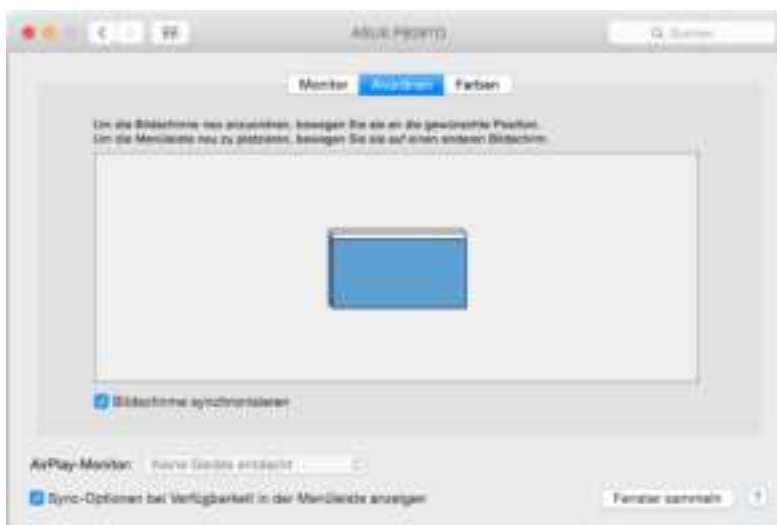 ASUS
Suchen
Monitor Anordnen Farben
Um die Bildschirme neu anzuordnen, bewegen Sie sie an die gewünschte Position.
Um die Menüleiste neu zu platzieren, bewegen Sie sie auf einen anderen Bildschirm.
Bildschirme synchronisieren
AirPlay-Monitor: Keine Geräte entdeckt
Sync-Optionen bei Verfügbarkeit in der Menüleiste anzeigen
Fenster sammeln ?